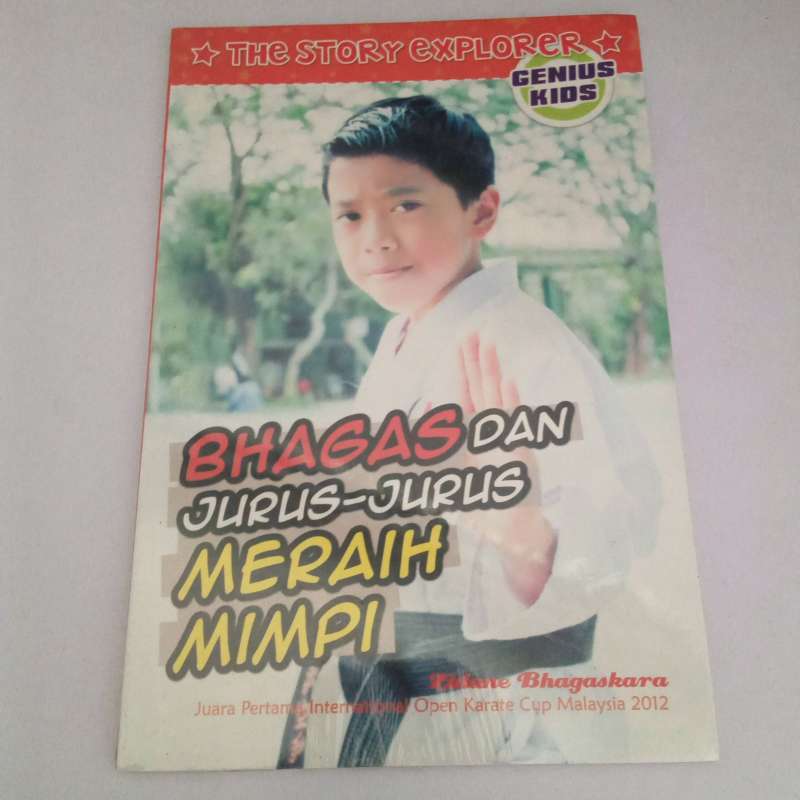 THE STORY EXPLORER
GENIUS
KIDS
BHAGAS DAN
JURUS-JURUS
MERAIH
MIMPI
Bhagaskara
Juara Pertama International Open Karate Cup Malaysia 2012